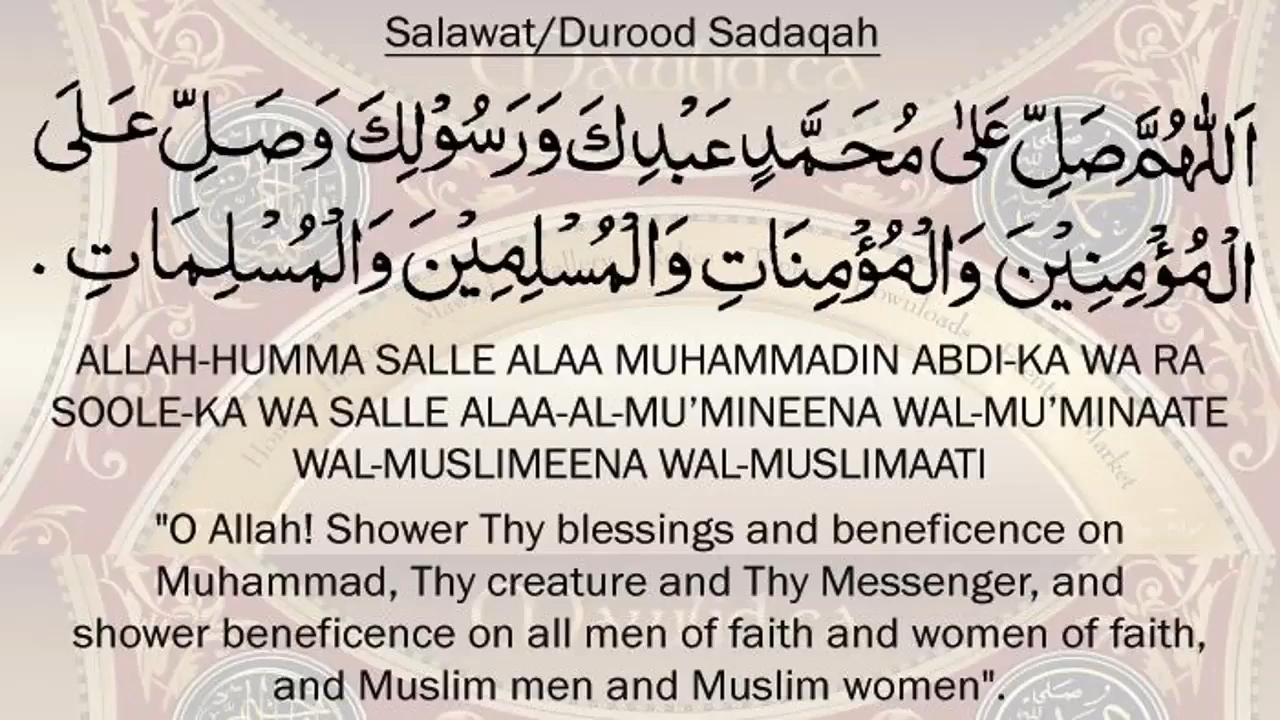 Salawat/Durood Sadaqah
اَللّٰهُمَّ صَلِّ عَلٰى مُحَمَّدٍ عَبْدِكَ وَرَسُوْلِكَ وَصَلِّ عَلَى
الْمُؤْمِنِيْنَ وَالْمُؤْمِنَاتِ وَالْمُسْلِمِيْنَ وَالْمُسْلِمَاتِ .
ALLAH-HUMMA SALLE ALAA MUHAMMADIN ABDI-KA WA RA
SOOLE-KA WA SALLE ALAA-AL-MU’MINEENA WAL-MU’MINAATE
WAL-MUSLIMEENA WAL-MUSLIMAATI
"O Allah! Shower Thy blessings and beneficence on
Muhammad, Thy creature and Thy Messenger, and
shower beneficence on all men of faith and women of faith,
and Muslim men and Muslim women".